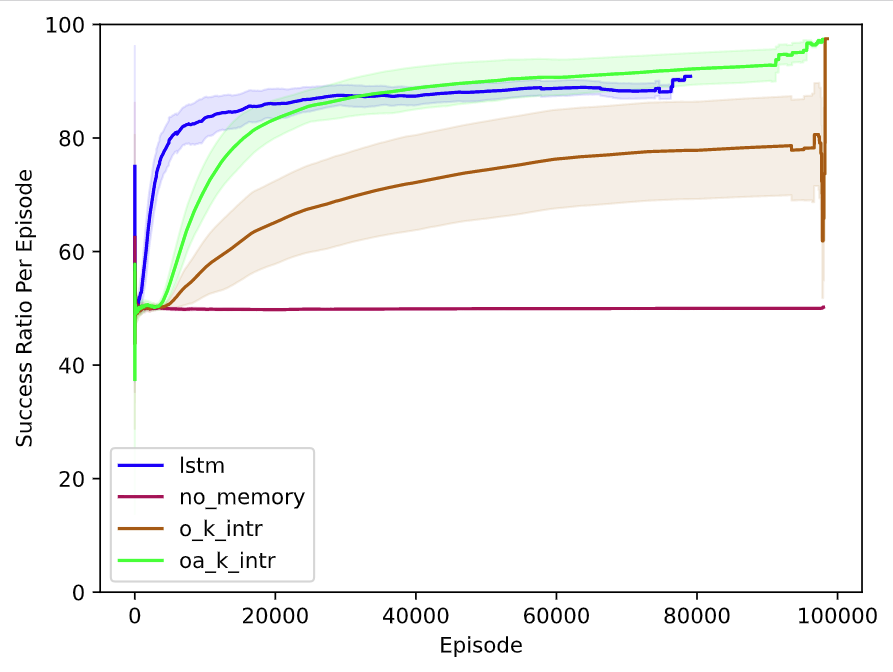 100
80
60
40
20
0
Success Ratio Per Episode
lstm
no_memory
o_k_intr
oa_k_intr
0 20000 40000 60000 80000 100000
Episode